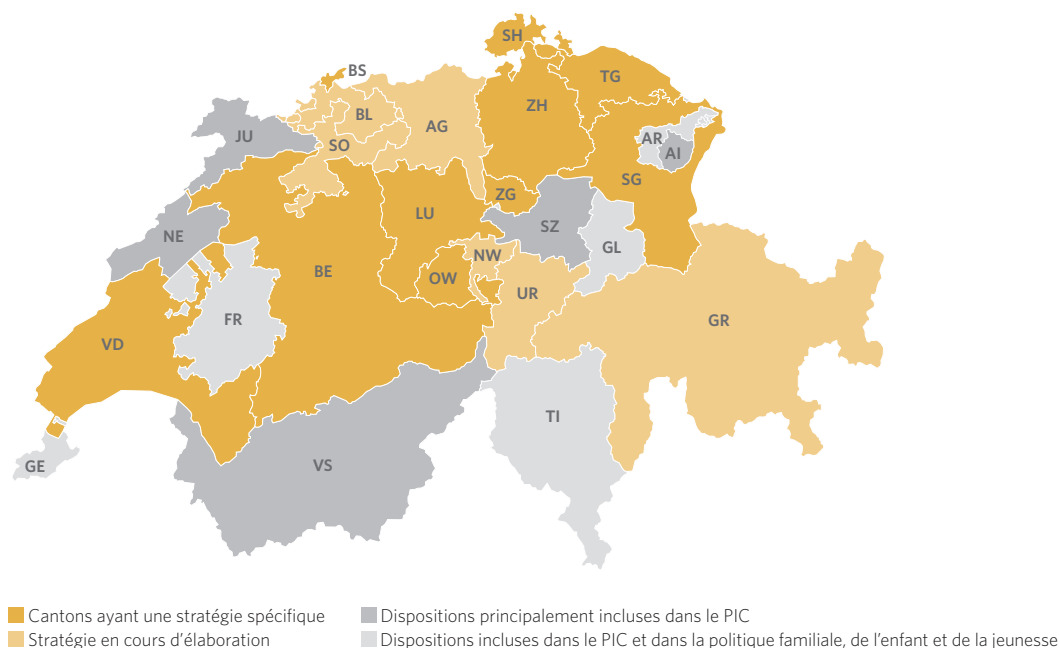 SH
BS
TG
ZH
BL
AG
JU
AR
SO
AI
SG
ZG
LU
SZ
NE
GL
NW
BE
OW
UR
FR
GR
VD
TI
GE
VS
Cantons ayant une stratégie spécifique
Stratégie en cours d'élaboration
Dispositions principalement incluses dans le PIC
Dispositions incluses dans le PIC et dans la politique familiale, de l'enfant et de la jeunesse